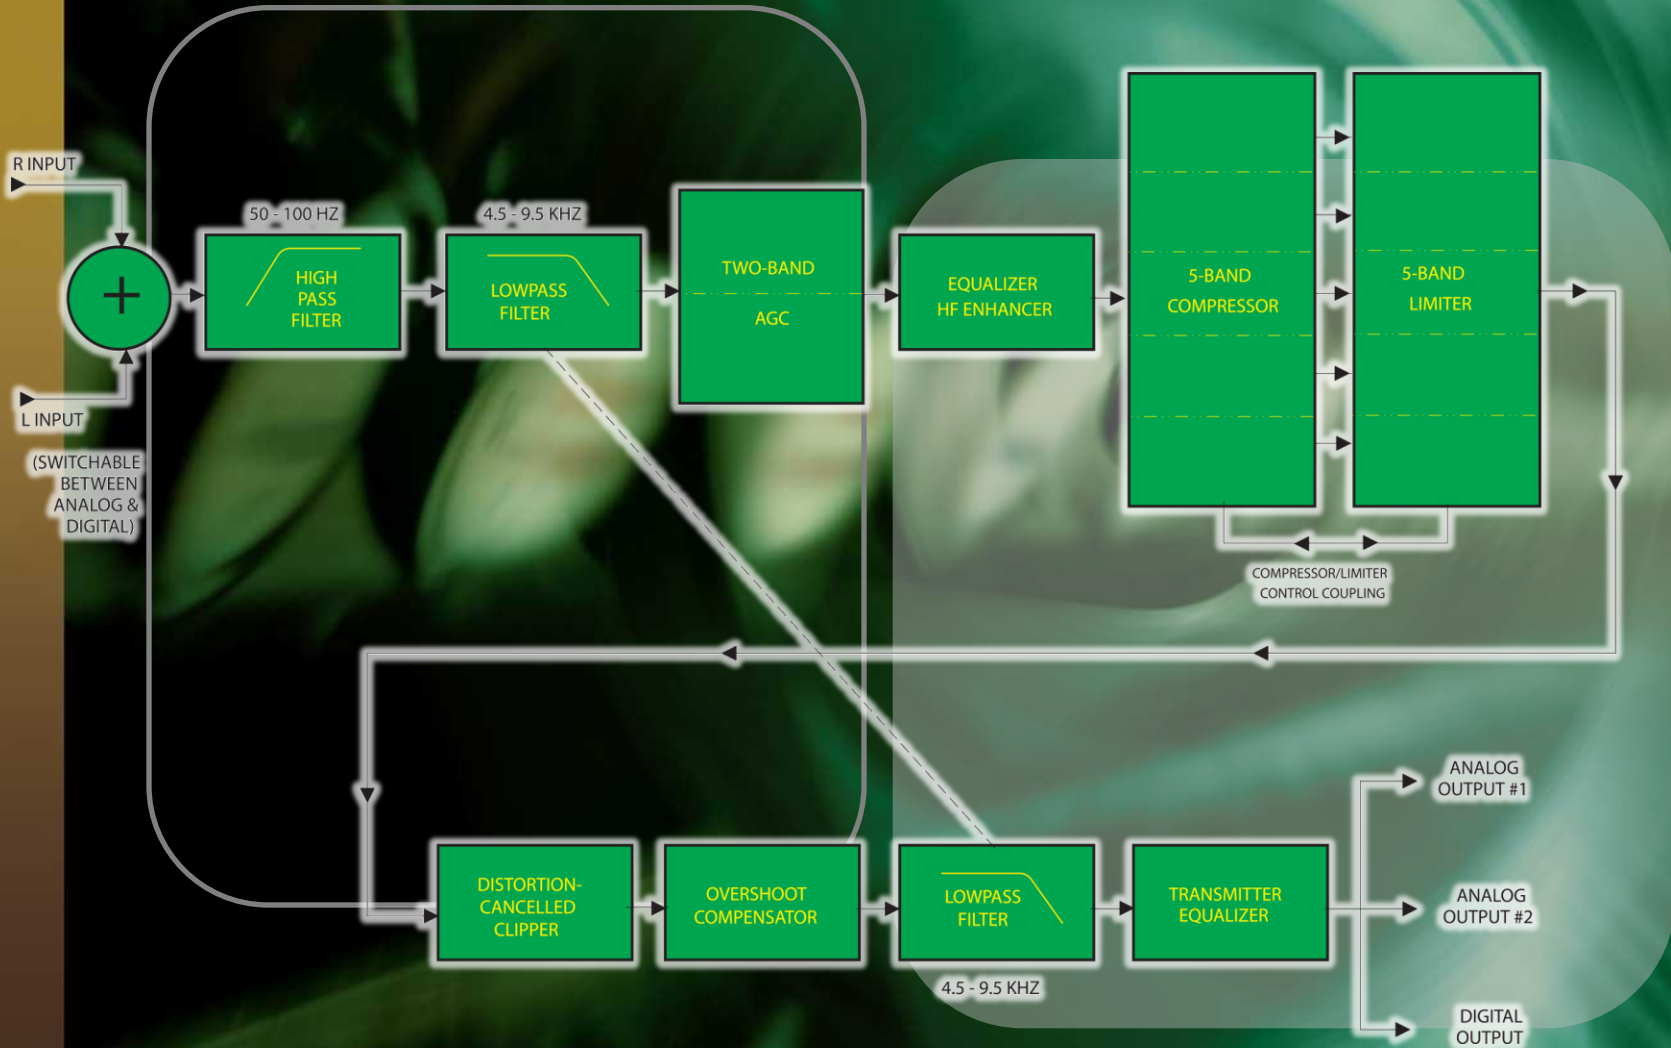 R INPUT
L INPUT
(SWITCHABLE
BETWEEN
ANALOG &
DIGITAL)
50 - 100 HZ
HIGH
PASS
FILTER
4.5 - 9.5 KHZ
LOWPASS
FILTER
TWO-BAND
AGC
EQUALIZER
HF ENHANCER
5-BAND
COMPRESSOR
5-BAND
LIMITER
COMPRESSOR/LIMITER
CONTROL COUPLING
DISTORTION-
CANCELLED
CLIPPER
OVERSHOOT
COMPENSATOR
LOWPASS
FILTER
4.5 - 9.5 KHZ
TRANSMITTER
EQUALIZER
ANALOG
OUTPUT #1
ANALOG
OUTPUT #2
DIGITAL
OUTPUT